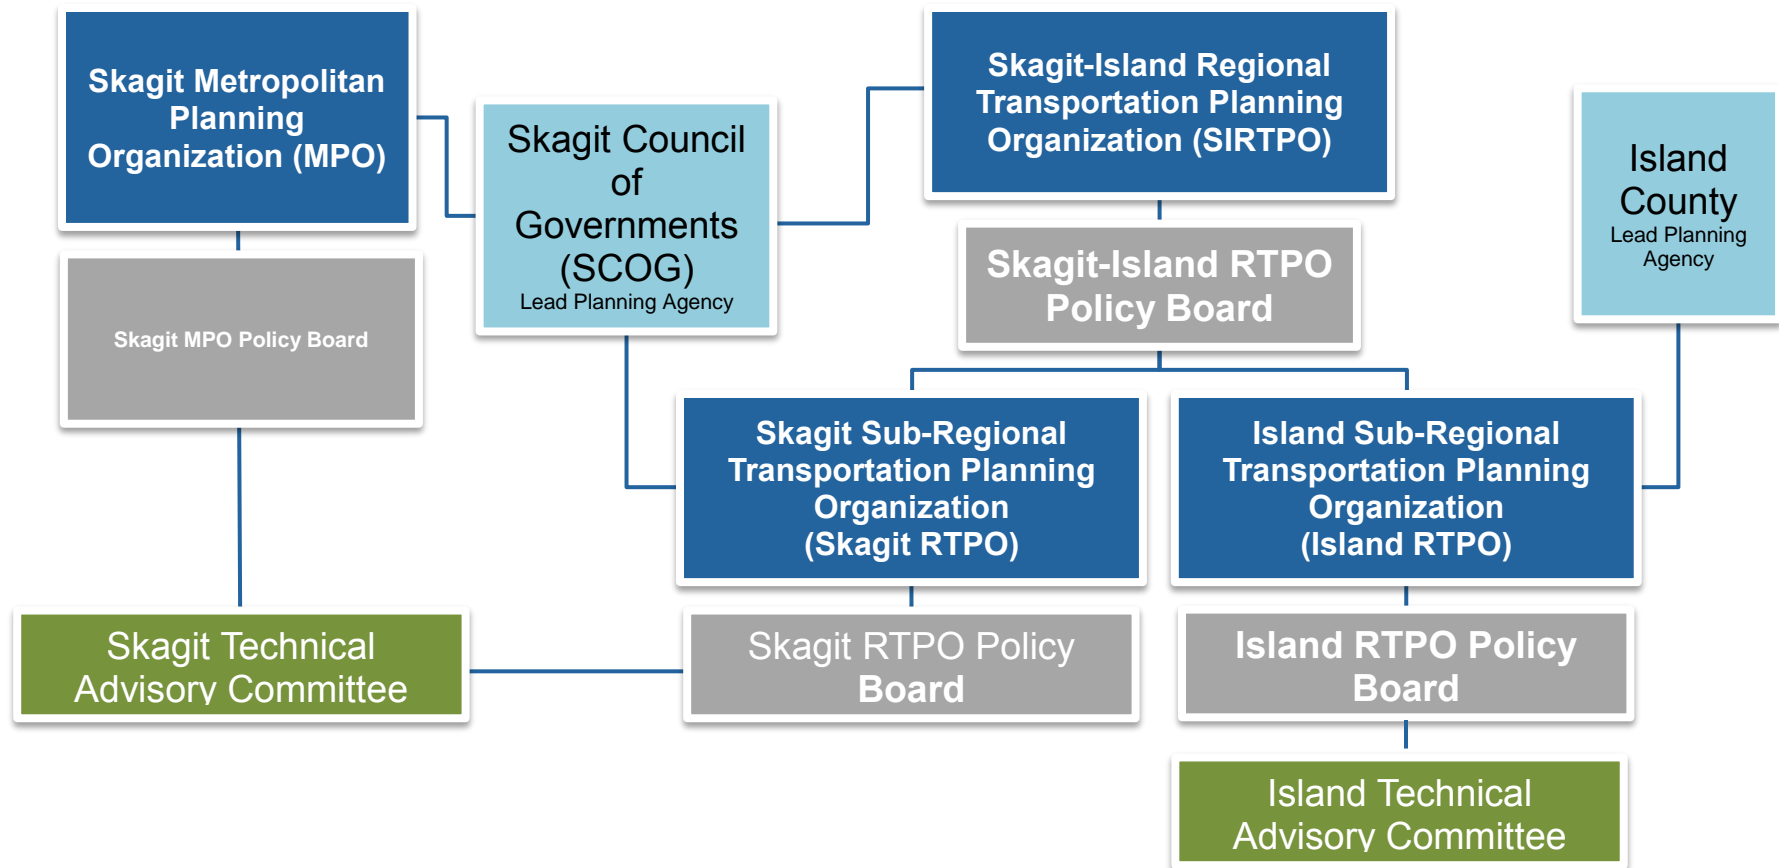 Skagit Metropolitan
Planning
Organization (MPO)
Skagit MPO Policy Board
Skagit Council
of
Governments
(SCOG)
Lead Planning Agency
Skagit-Island Regional
Transportation Planning
Organization (SIRTPO)
Skagit-Island RTPO
Policy Board
Island
County
Lead Planning
Agency
Skagit Sub-Regional
Transportation Planning
Organization
(Skagit RTPO)
Island Sub-Regional
Transportation Planning
Organization
(Island RTPO)
Skagit Technical
Advisory Committee
Skagit RTPO Policy
Board
Island RTPO Policy
Board
Island Technical
Advisory Committee